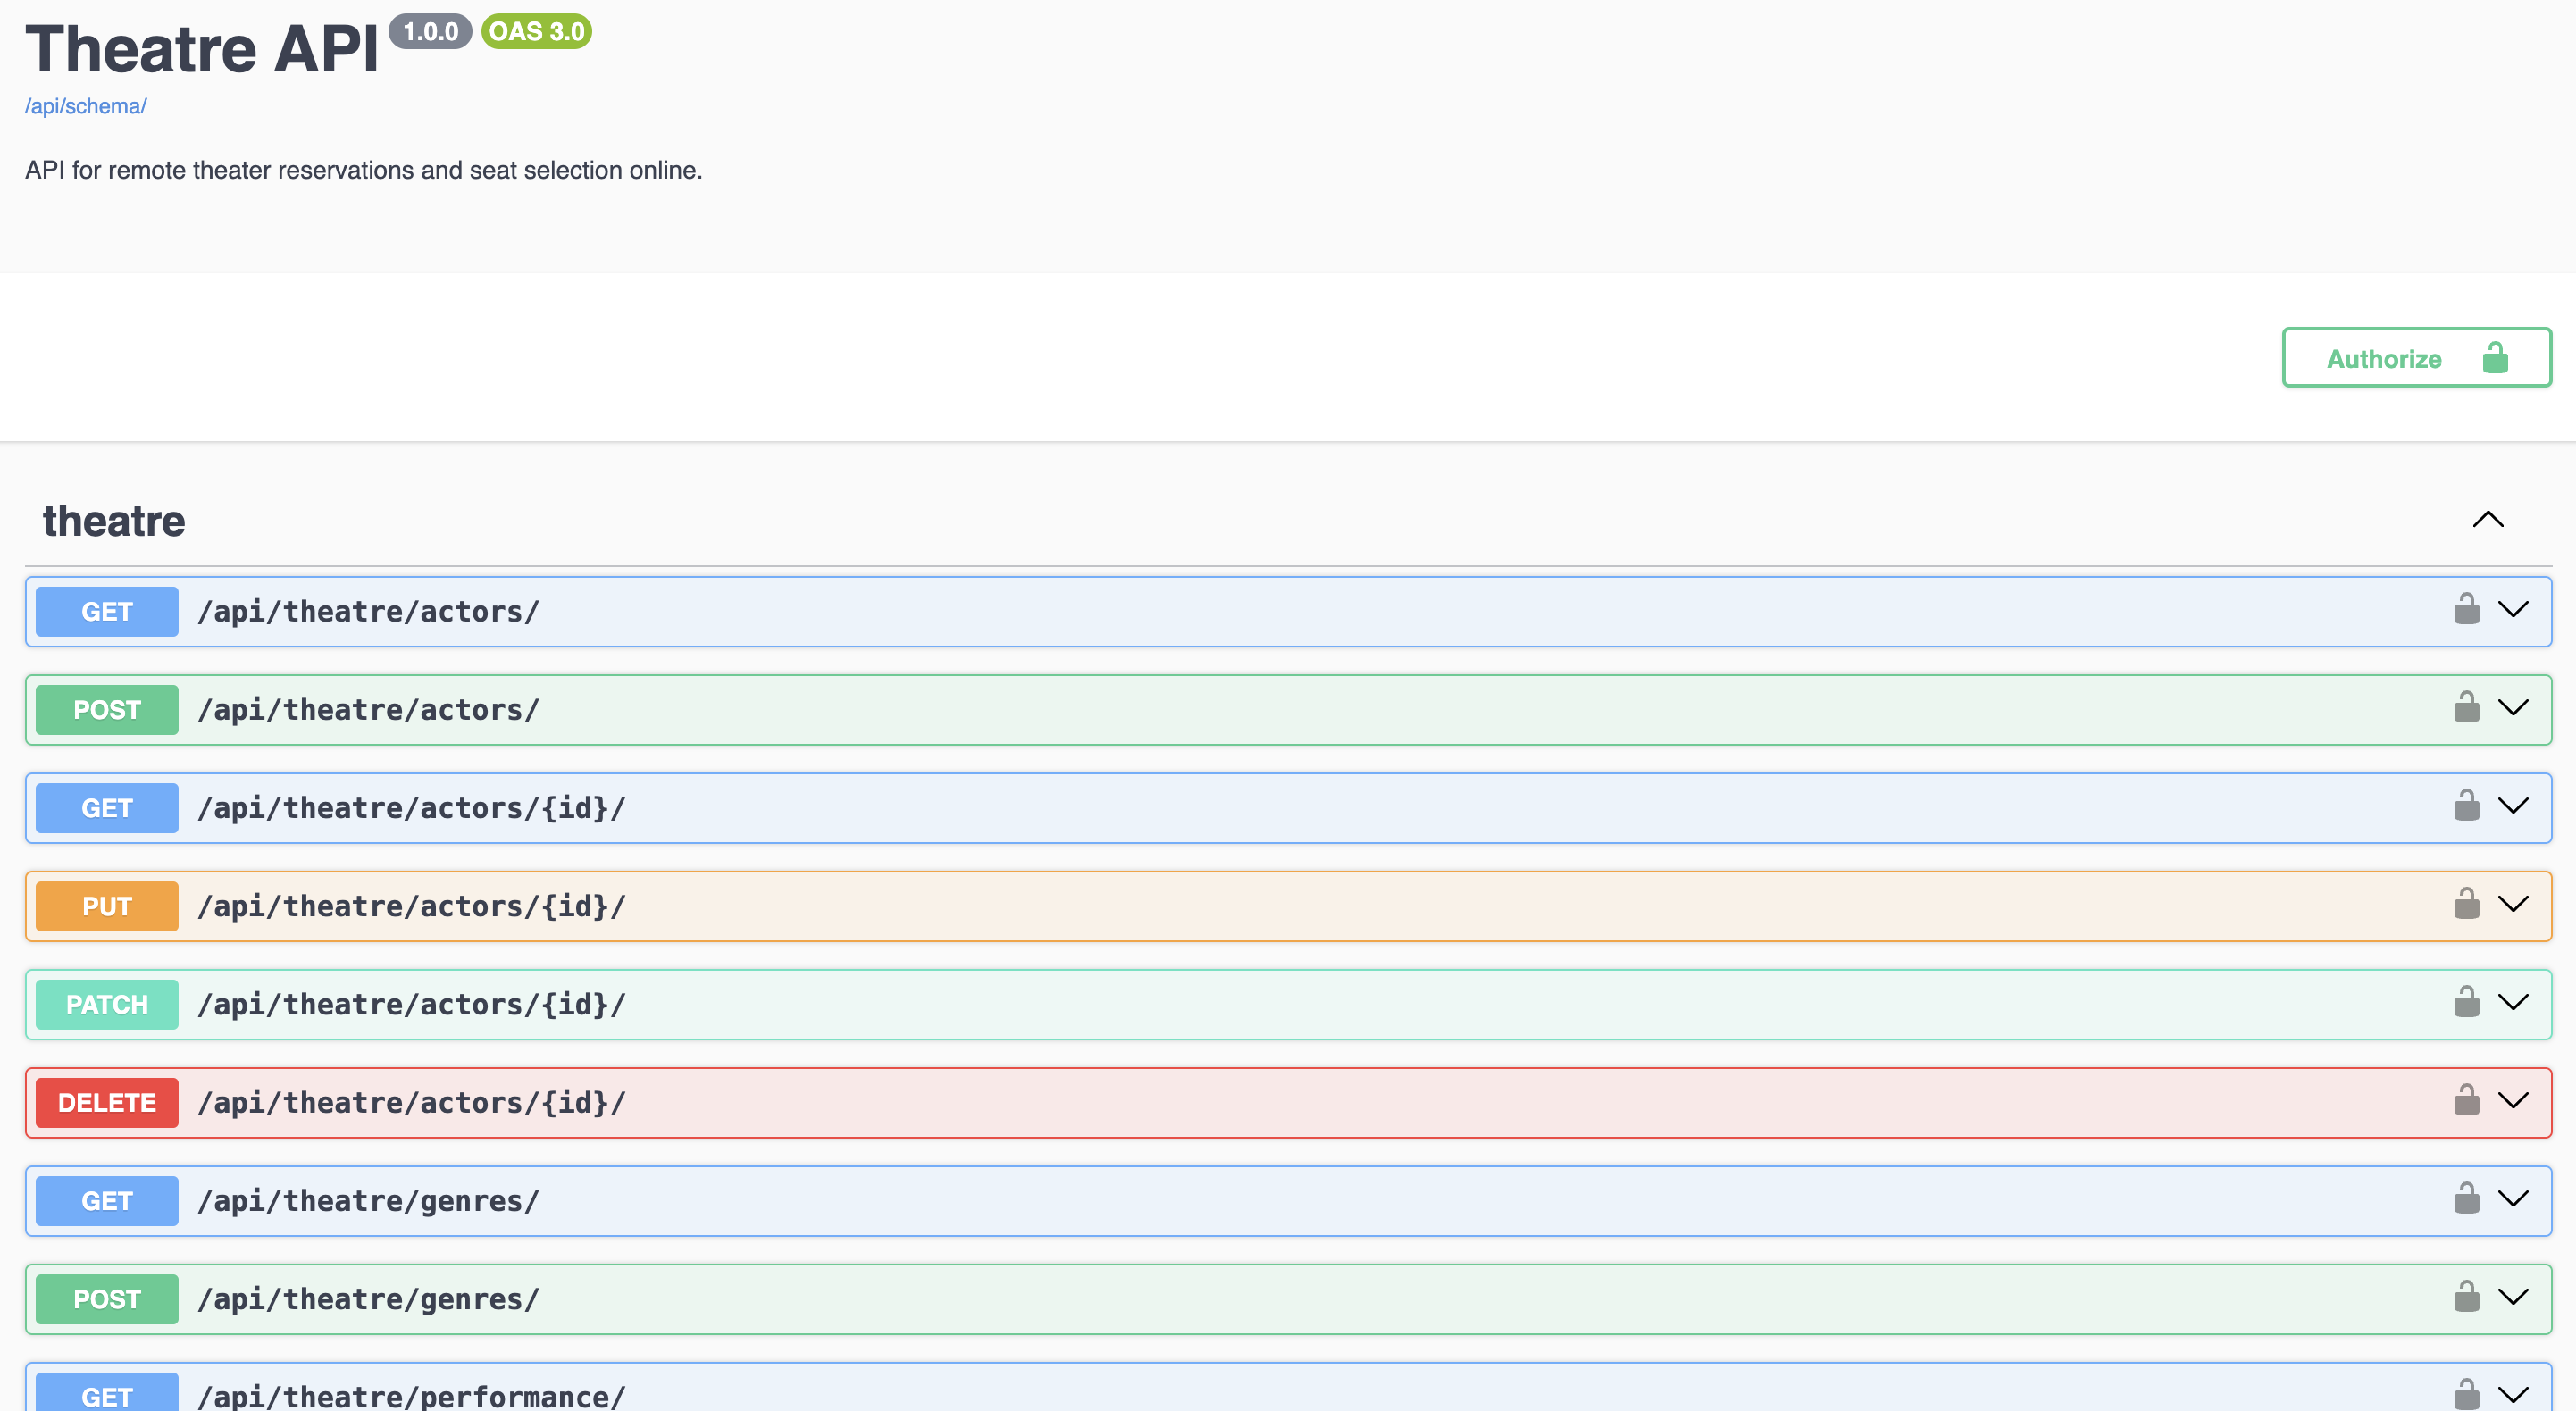 Theatre API 1.0.0 OAS 3.0
/api/schema/
API for remote theater reservations and seat selection online.
Authorize
theatre
GET /api/theatre/actors/
POST /api/theatre/actors/
GET /api/theatre/actors/{id}/
PUT /api/theatre/actors/{id}/
PATCH /api/theatre/actors/{id}/
DELETE /api/theatre/actors/{id}/
GET /api/theatre/genres/
POST /api/theatre/genres/
GET /api/theatre/performance/